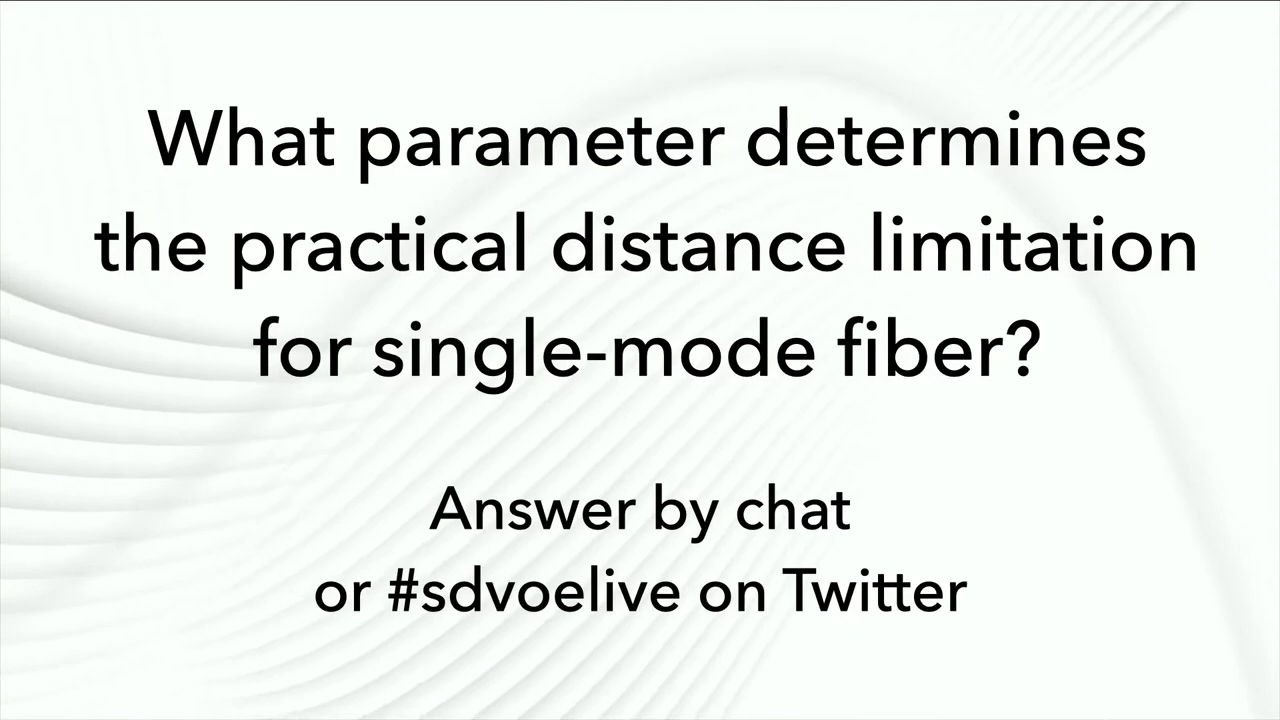 What parameter determines
the practical distance limitation
for single-mode fiber?
Answer by chat
or #sdvoelive on Twitter